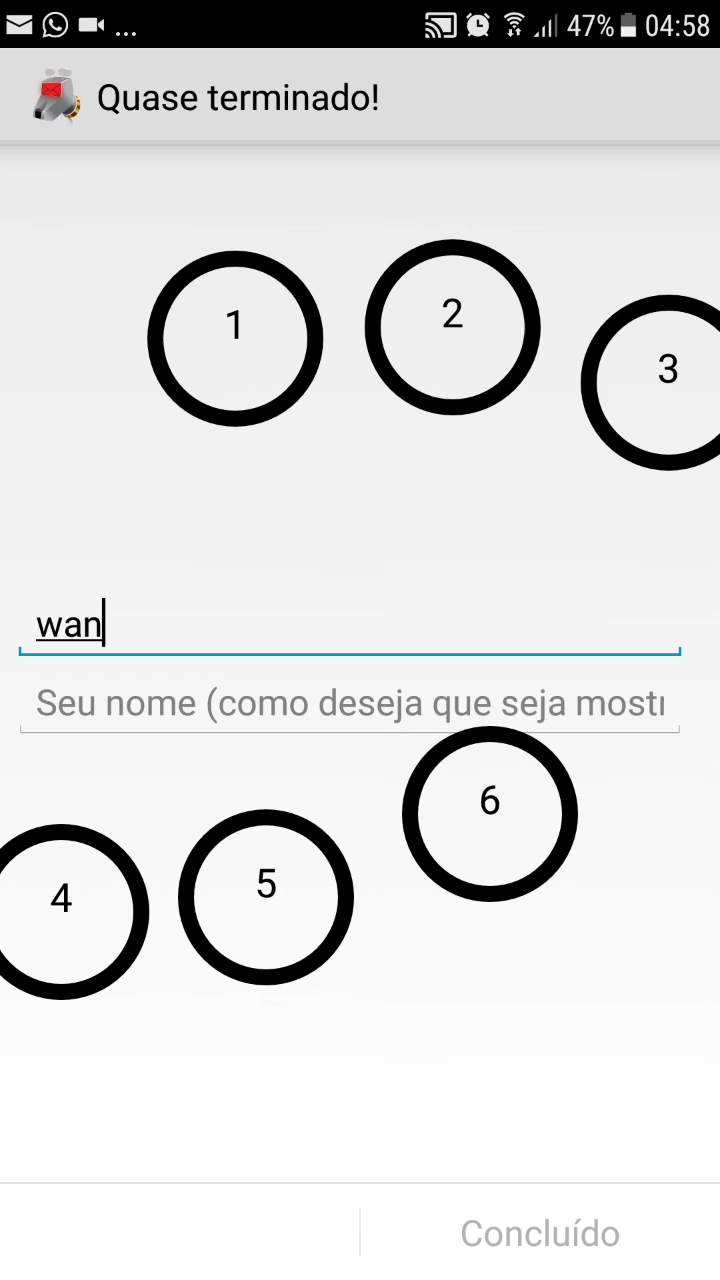 ... 47% 04:58
Quase terminado!
1 2 3
wan
Seu nome (como deseja que seja mostr
4 5 6
Concluído